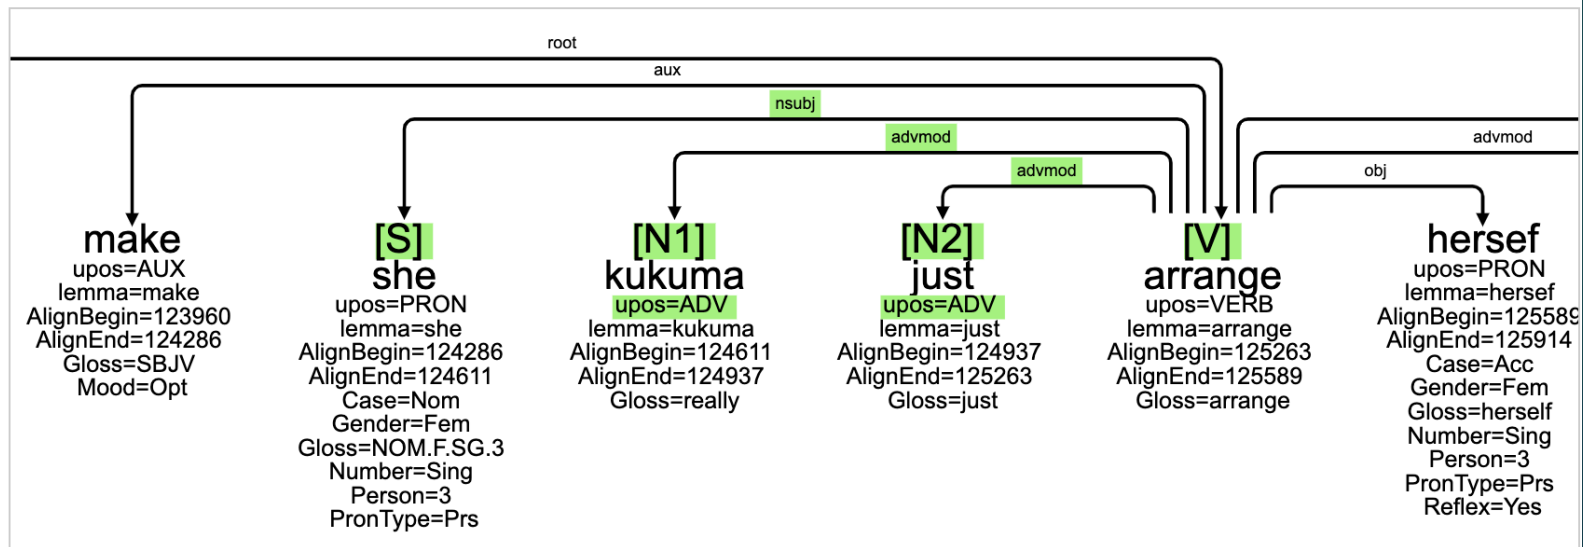 root
aux
nsubj
advmod
advmod
advmod
obj
make
upos=AUX
lemma=make
AlignBegin=123960
AlignEnd=124286
Gloss=SBJV
Mood=Opt
[S]
she
upos=PRON
lemma=she
AlignBegin=124286
AlignEnd=124611
Case=Nom
Gender=Fem
Gloss=NOM.F.SG.3
Number=Sing
Person=3
PronType=Prs
[N1]
kukuma
upos=ADV
lemma=kukuma
AlignBegin=124611
AlignEnd=124937
Gloss=really
[N2]
just
upos=ADV
lemma=just
AlignBegin=124937
AlignEnd=125263
Gloss=just
[V]
arrange
upos=VERB
lemma=arrange
AlignBegin=125263
AlignEnd=125589
Gloss=arrange
hersef
upos=PRON
lemma=hersef
AlignBegin=125589
AlignEnd=125914
Case=Acc
Gender=Fem
Gloss=herself
Number=Sing
Person=3
PronType=Prs
Reflex=Yes